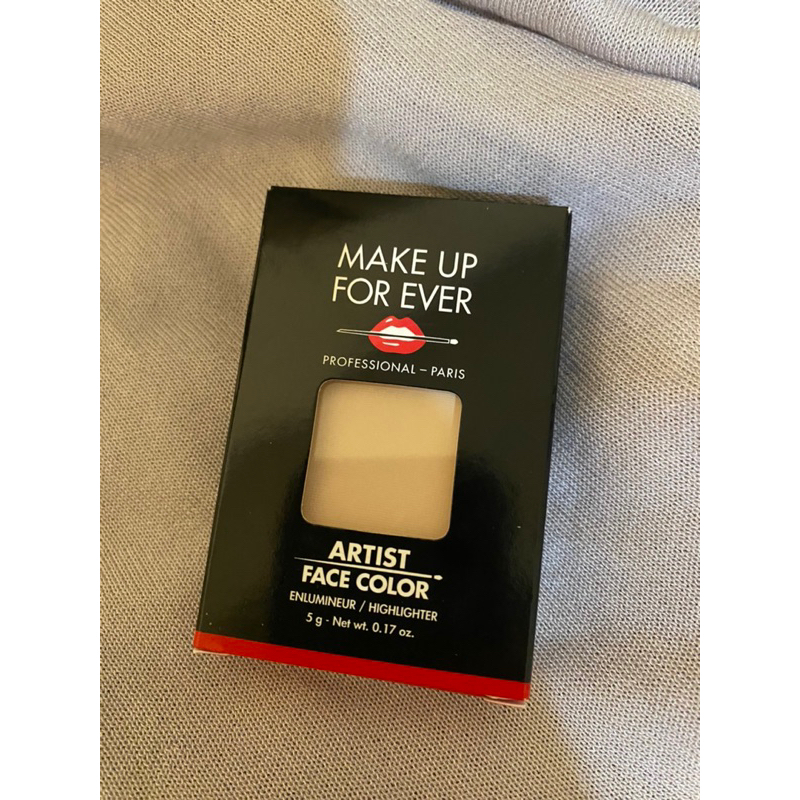 MAKE UP
FOR EVER
PROFESSIONAL – PARIS
ARTIST
FACE COLOR
ENLUMINEUR / HIGHLIGHTER
5 g - Net wt. 0.17 oz.